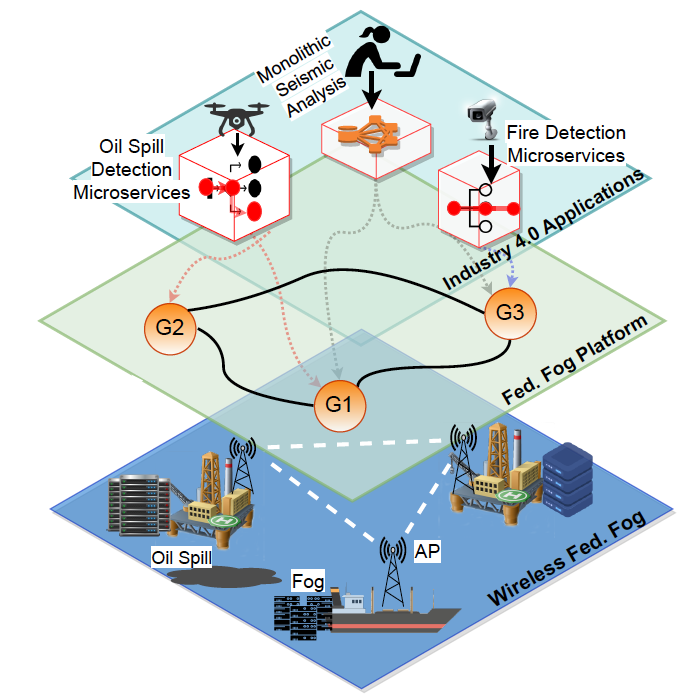 Monolithic
Seismic
Analysis
Oil Spill
Detection
Microservices
Fire Detection
Microservices
Industry 4.0 Applications
G2
G3
G1
Fed. Fog Platform
H
H
Oil Spill
AP
Fog
Wireless Fed. Fog